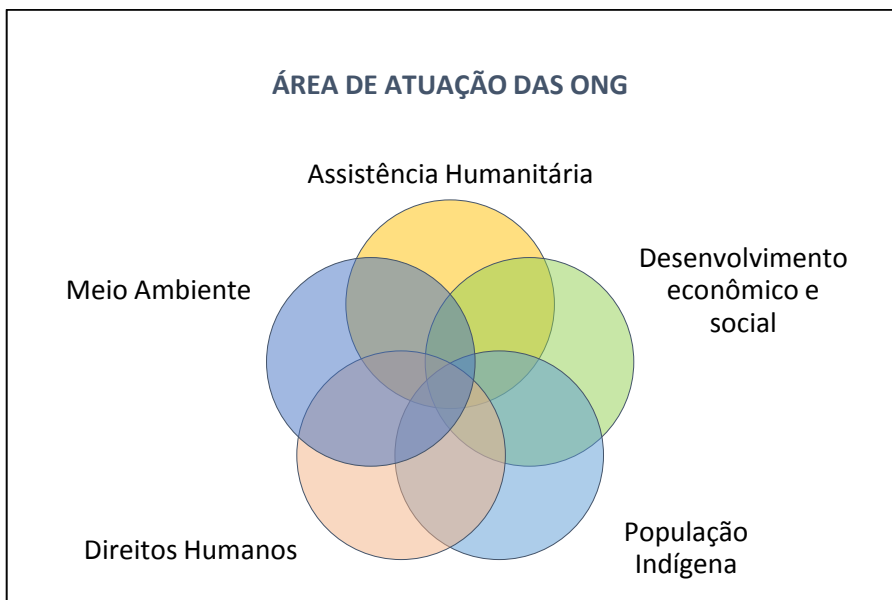 ÁREA DE ATUAÇÃO DAS ONG
Assistência Humanitária
Meio Ambiente
Desenvolvimento
econômico e
social
Direitos Humanos
População
Indígena